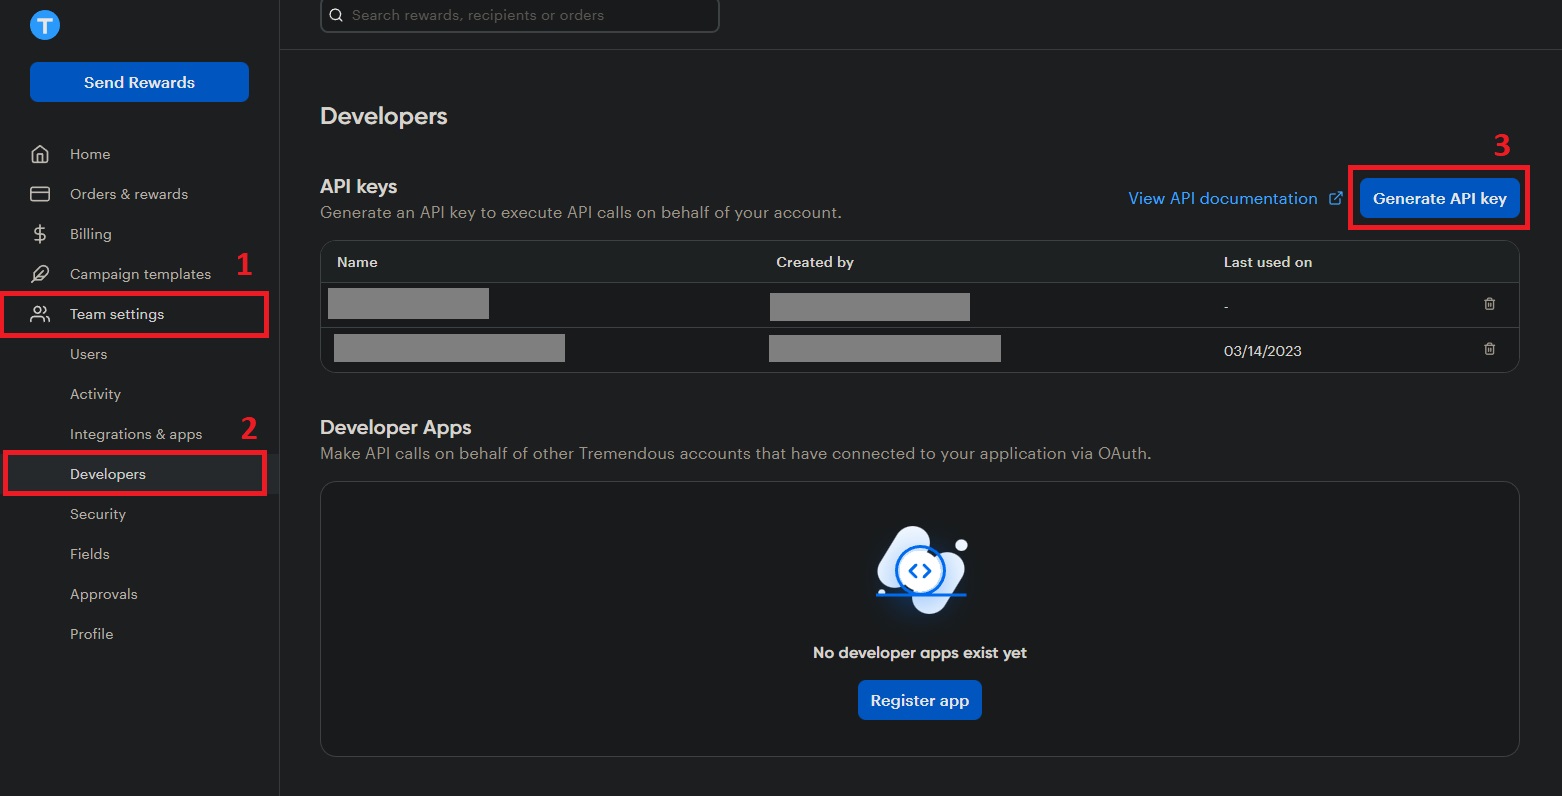 T
Search rewards, recipients or orders
Send Rewards
Home
Orders & rewards
Billing
Campaign templates
1
Team settings
Users
Activity
Integrations & apps
2
Developers
Security
Fields
Approvals
Profile
Developers
3
API keys
Generate an API key to execute API calls on behalf of your account.
View API documentation
Generate API key
Name Created by Last used on
-
03/14/2023
Developer Apps
Make API calls on behalf of other Tremendous accounts that have connected to your application via OAuth.
No developer apps exist yet
Register app